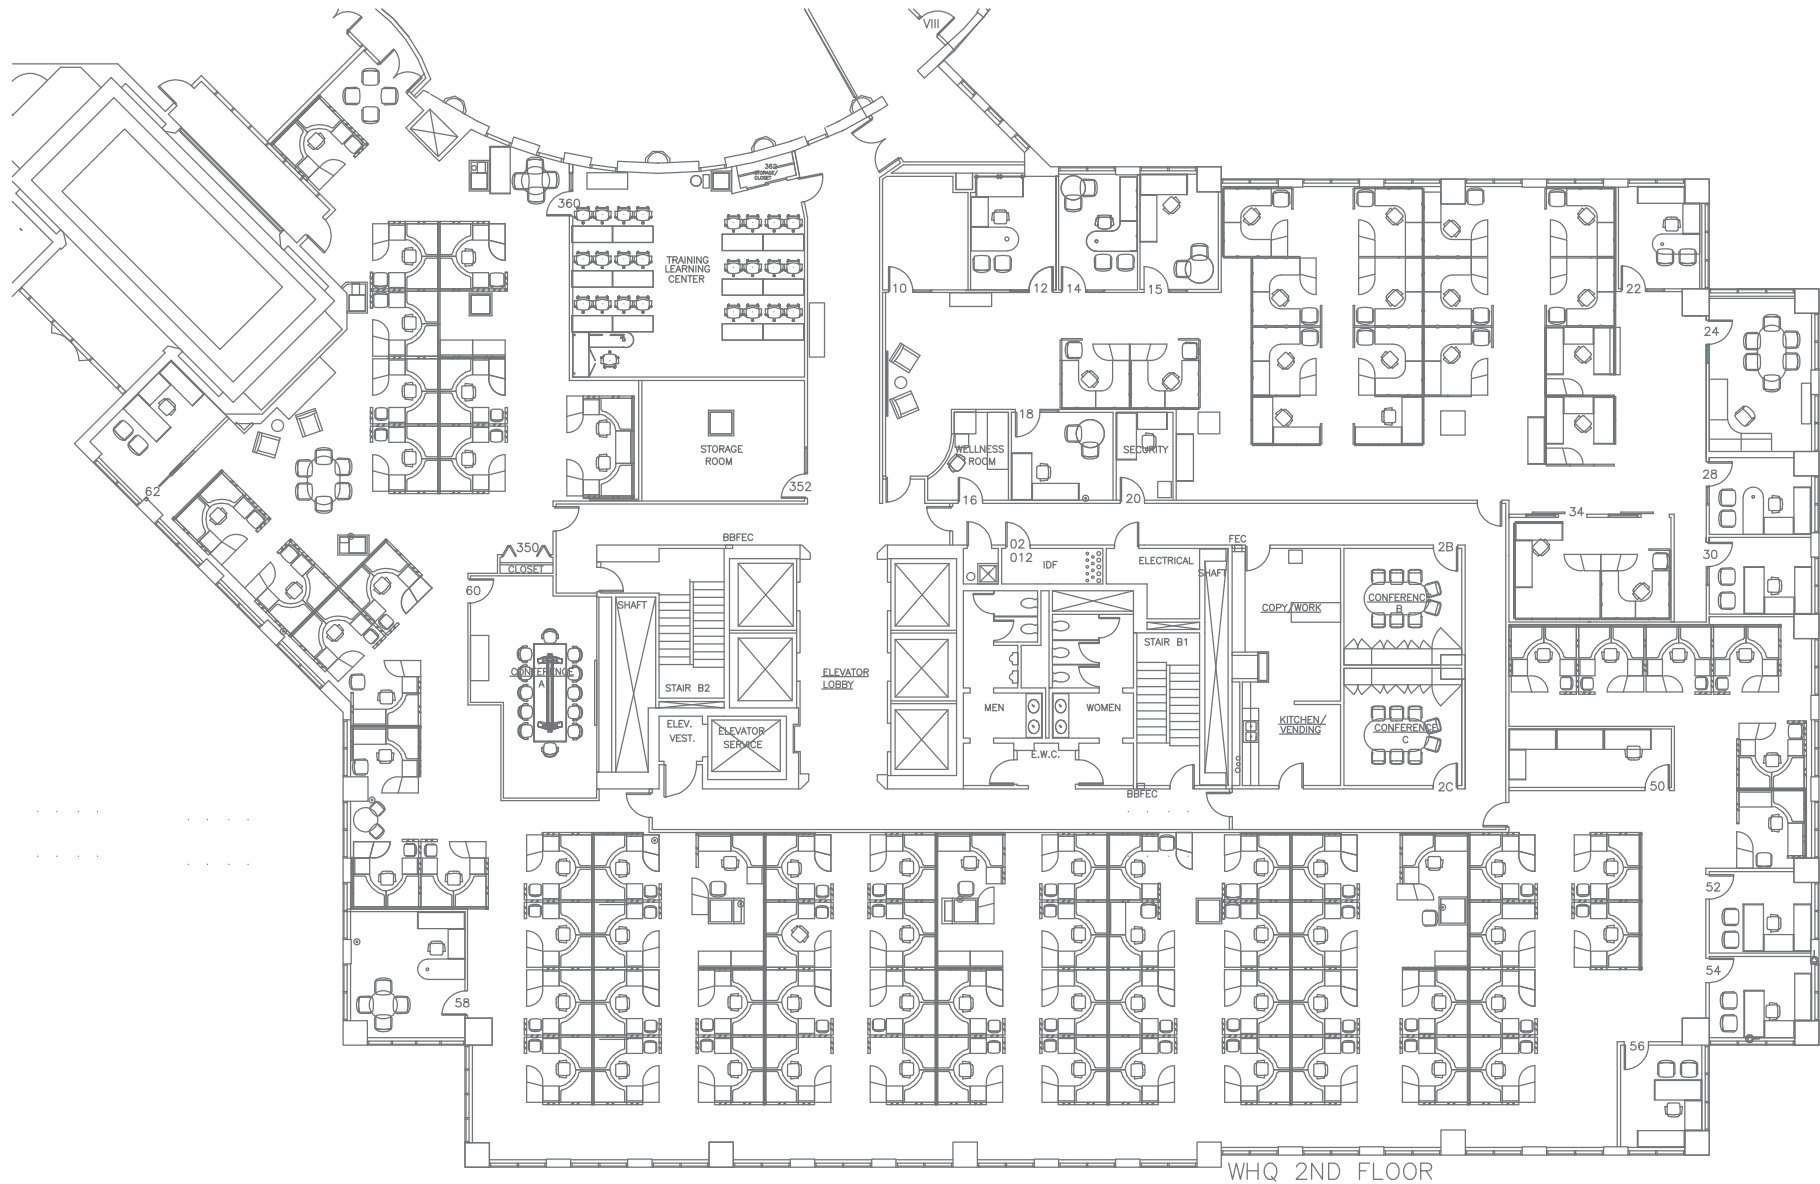 VIII
362
STORAGE/
CLOSET
360
TRAINING
LEARNING
CENTER
10
12
14
15
22
24
18
WELLNESS
ROOM
SECURITY
STORAGE
ROOM
28
62
352
16
20
34
BBFEC
FEC
02
012
350
CLOSET
IDF
ELECTRICAL
SHAFT
2B
30
60
SHAFT
COPY/WORK
CONFERENCE
B
STAIR B1
CONFERENCE
A
STAIR B2
ELEVATOR
LOBBY
MEN
WOMEN
ELEV.
VEST.
ELEVATOR
SERVICE
KITCHEN/
VENDING
CONFERENCE
C
E.W.C.
BBFEC
2C
50
52
54
58
56
WHQ 2ND FLOOR